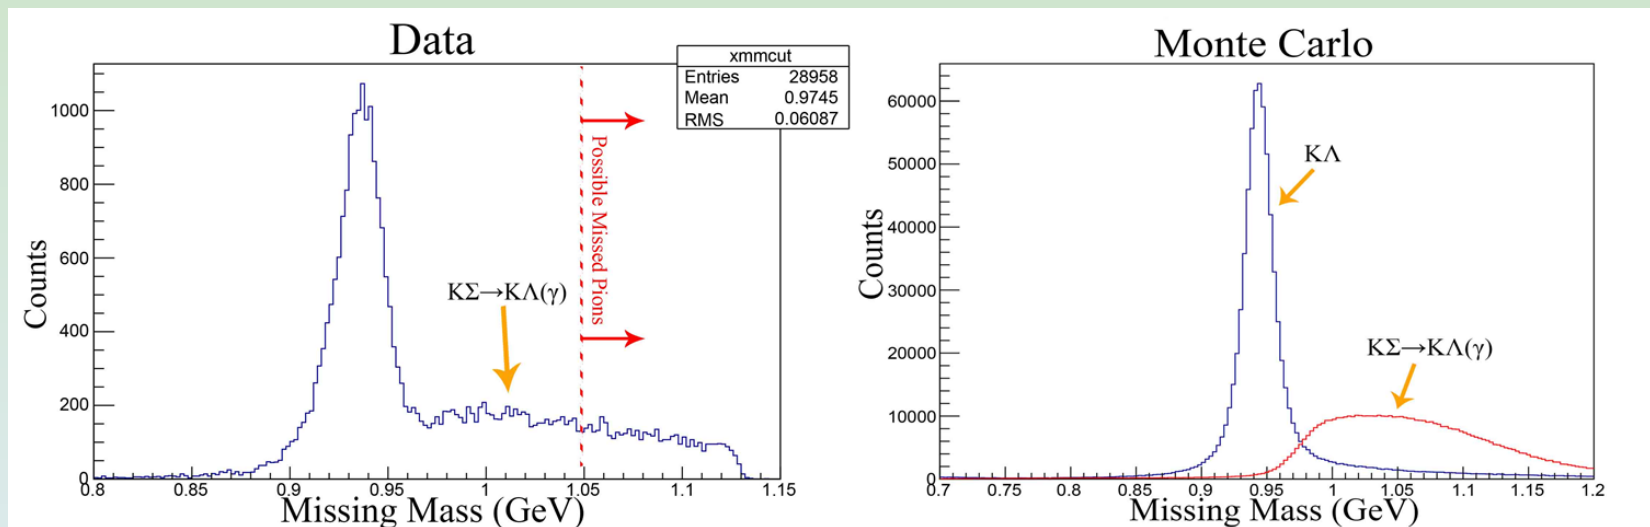 Data
xmmcut
Entries 28958
Mean 0.9745
RMS 0.06087
Counts
1000
800
600
400
200
0
KΣ→KΛ(γ)
Possible Missed Pions
0.8 0.85 0.9 0.95 1 1.05 1.1 1.15
Missing Mass (GeV)
Monte Carlo
Counts
60000
50000
40000
30000
20000
10000
0
KΛ
KΣ→KΛ(γ)
0.7 0.75 0.8 0.85 0.9 0.95 1 1.05 1.1 1.15 1.2
Missing Mass (GeV)